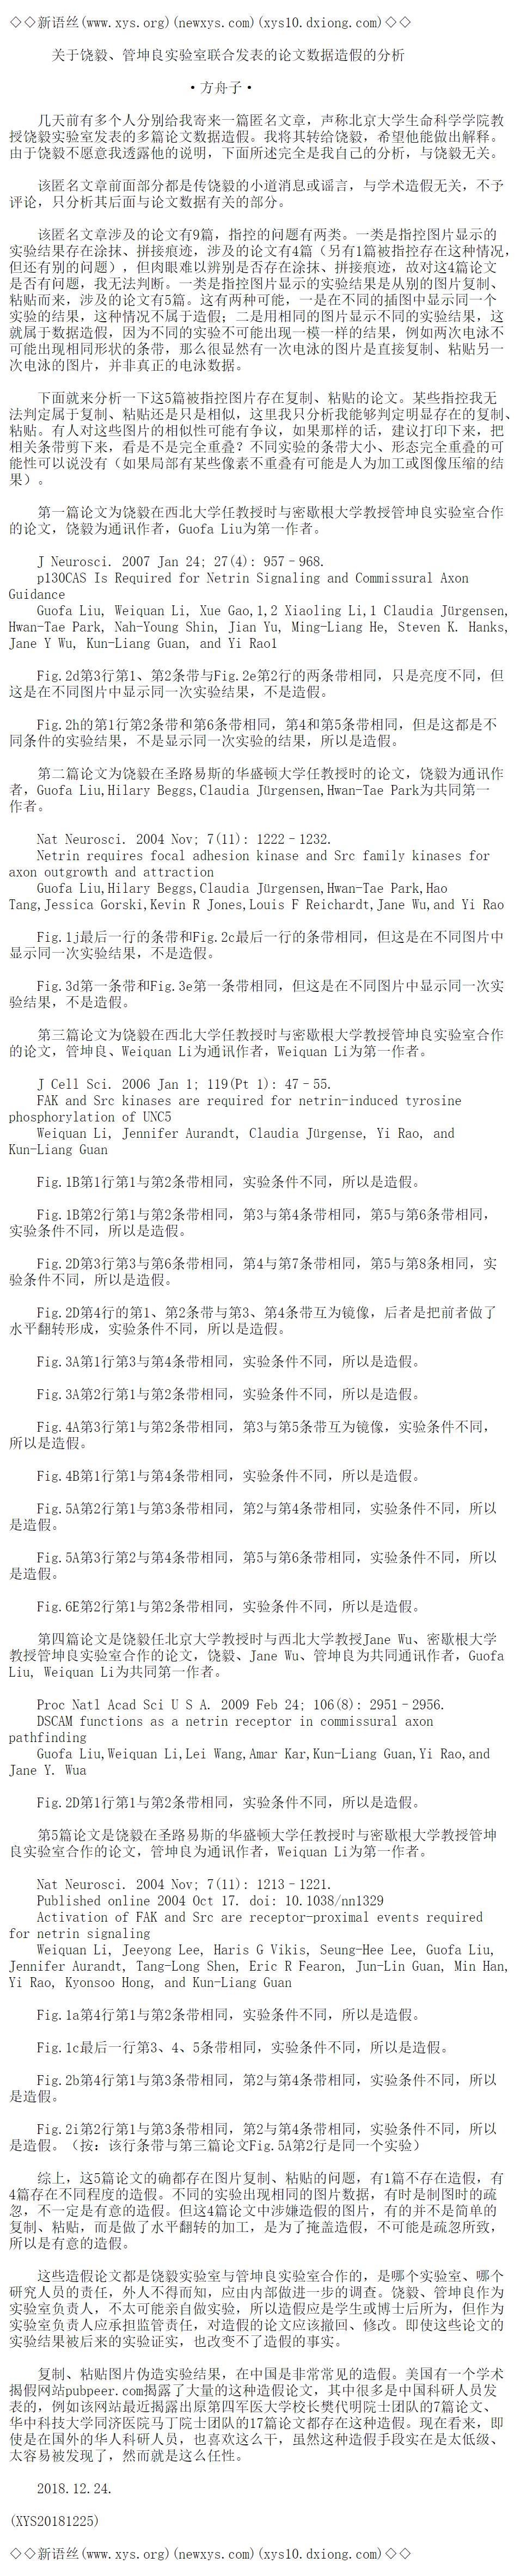 ◇◇新语丝(www.xys.org)(newxys.com)(xys10.dxiong.com)◇◇
关于饶毅、管坤良实验室联合发表的论文数据造假的分析
·方舟子·
几天前有多个人分别给我寄来一篇匿名文章，声称北京大学生命科学学院教
授饶毅实验室发表的多篇论文数据造假。我将其转给饶毅，希望他能做出解释。
由于饶毅不愿意我透露他的说明，下面所述完全是我自己的分析，与饶毅无关。
该匿名文章前面部分都是传饶毅的小道消息或谣言，与学术造假无关，不予
评论，只分析其后面与论文数据有关的部分。
该匿名文章涉及的论文有9篇，指控的问题有两类。一类是指控图片显示的
实验结果存在涂抹、拼接痕迹，涉及的论文有4篇（另有1篇被指控存在这种情况，
但还有别的问题），但肉眼难以辨别是否存在涂抹、拼接痕迹，故对这4篇论文
是否有问题，我无法判断。一类是指控图片显示的实验结果是从别的图片复制、
粘贴而来，涉及的论文有5篇。这有两种可能，一是在不同的插图中显示同一个
实验的结果，这种情况不属于造假；二是用相同的图片显示不同的实验结果，这
就属于数据造假，因为不同的实验不可能出现一模一样的结果，例如两次电泳不
可能出现相同形状的条带，那么很显然有一次电泳的图片是直接复制、粘贴另一
次电泳的图片，并非真正的电泳数据。
下面就来分析一下这5篇被指控图片存在复制、粘贴的论文。某些指控我无
法判定属于复制、粘贴还是只是相似，这里我只分析我能够判定明显存在的复制、
粘贴。有人对这些图片的相似性可能有争议，如果那样的话，建议打印下来，把
相关条带剪下来，看是不是完全重叠？不同实验的条带大小、形态完全重叠的可
能性可以说没有（如果局部有某些像素不重叠有可能是人为加工或图像压缩的结
果）。
第一篇论文为饶毅在西北大学任教授时与密歇根大学教授管坤良实验室合作
的论文，饶毅为通讯作者，Guofa Liu为第一作者。
J Neurosci. 2007 Jan 24; 27(4): 957–968.
p130CAS Is Required for Netrin Signaling and Commissural Axon
Guidance
Guofa Liu, Weiquan Li, Xue Gao,1,2 Xiaoling Li,1 Claudia Jürgensen,
Hwan-Tae Park, Nah-Young Shin, Jian Yu, Ming-Liang He, Steven K. Hanks,
Jane Y Wu, Kun-Liang Guan, and Yi Rao1
Fig.2d第3行第1、第2条带与Fig.2e第2行的两条带相同，只是亮度不同，但
这是在不同图片中显示同一次实验结果，不是造假。
Fig.2h的第1行第2条带和第6条带相同，第4和第5条带相同，但是这都是不
同条件的实验结果，不是显示同一次实验的结果，所以是造假。
第二篇论文为饶毅在圣路易斯的华盛顿大学任教授时的论文，饶毅为通讯作
者，Guofa Liu,Hilary Beggs,Claudia Jürgensen,Hwan-Tae Park为共同第一
作者。
Nat Neurosci. 2004 Nov; 7(11): 1222–1232.
Netrin requires focal adhesion kinase and Src family kinases for
axon outgrowth and attraction
Guofa Liu,Hilary Beggs,Claudia Jürgensen,Hwan-Tae Park,Hao
Tang,Jessica Gorski,Kevin R Jones,Louis F Reichardt,Jane Wu,and Yi Rao
Fig.1j最后一行的条带和Fig.2c最后一行的条带相同，但这是在不同图片中
显示同一次实验结果，不是造假。
Fig.3d第一条带和Fig.3e第一条带相同，但这是在不同图片中显示同一次实
验结果，不是造假。
第三篇论文为饶毅在西北大学任教授时与密歇根大学教授管坤良实验室合作
的论文，管坤良、Weiquan Li为通讯作者，Weiquan Li为第一作者。
J Cell Sci. 2006 Jan 1; 119(Pt 1): 47–55.
FAK and Src kinases are required for netrin-induced tyrosine
phosphorylation of UNC5
Weiquan Li, Jennifer Aurandt, Claudia Jürgense, Yi Rao, and
Kun-Liang Guan
Fig.1B第1行第1与第2条带相同，实验条件不同，所以是造假。
Fig.1B第2行第1与第2条带相同，第3与第4条带相同，第5与第6条带相同，
实验条件不同，所以是造假。
Fig.2D第3行第3与第6条带相同，第4与第7条带相同，第5与第8条相同，实
验条件不同，所以是造假。
Fig.2D第4行的第1、第2条带与第3、第4条带互为镜像，后者是把前者做了
水平翻转形成，实验条件不同，所以是造假。
Fig.3A第1行第3与第4条带相同，实验条件不同，所以是造假。
Fig.3A第2行第1与第2条带相同，实验条件不同，所以是造假。
Fig.4A第3行第1与第2条带相同，第3与第5条带互为镜像，实验条件不同，
所以是造假。
Fig.4B第1行第1与第4条带相同，实验条件不同，所以是造假。
Fig.5A第2行第1与第3条带相同，第2与第4条带相同，实验条件不同，所以
是造假。
Fig.5A第3行第2与第4条带相同，第5与第6条带相同，实验条件不同，所以
是造假。
Fig.6E第2行第1与第2条带相同，实验条件不同，所以是造假。
第四篇论文是饶毅任北京大学教授时与西北大学教授Jane Wu、密歇根大学
教授管坤良实验室合作的论文，饶毅、Jane Wu、管坤良为共同通讯作者，Guofa
Liu, Weiquan Li为共同第一作者。
Proc Natl Acad Sci U S A. 2009 Feb 24; 106(8): 2951–2956.
DSCAM functions as a netrin receptor in commissural axon
pathfinding
Guofa Liu,Weiquan Li,Lei Wang,Amar Kar,Kun-Liang Guan,Yi Rao,and
Jane Y. Wua
Fig.2D第1行第1与第2条带相同，实验条件不同，所以是造假。
第5篇论文是饶毅在圣路易斯的华盛顿大学任教授时与密歇根大学教授管坤
良实验室合作的论文，管坤良为通讯作者，Weiquan Li为第一作者。
Nat Neurosci. 2004 Nov; 7(11): 1213–1221.
Published online 2004 Oct 17. doi: 10.1038/nn1329
Activation of FAK and Src are receptor-proximal events required
for netrin signaling
Weiquan Li, Jeeyong Lee, Haris G Vikis, Seung-Hee Lee, Guofa Liu,
Jennifer Aurandt, Tang-Long Shen, Eric R Fearon, Jun-Lin Guan, Min Han,
Yi Rao, Kyonsoo Hong, and Kun-Liang Guan
Fig.1a第4行第1与第2条带相同，实验条件不同，所以是造假。
Fig.1c最后一行第3、4、5条带相同，实验条件不同，所以是造假。
Fig.2b第4行第1与第3条带相同，第2与第4条带相同，实验条件不同，所以
是造假。
Fig.2i第2行第1与第3条带相同，第2与第4条带相同，实验条件不同，所以
是造假。（按：该行条带与第三篇论文Fig.5A第2行是同一个实验）
综上，这5篇论文的确都存在图片复制、粘贴的问题，有1篇不存在造假，有
4篇存在不同程度的造假。不同的实验出现相同的图片数据，有时是制图时的疏
忽，不一定是有意的造假。但这4篇论文中涉嫌造假的图片，有的并不是简单的
复制、粘贴，而是做了水平翻转的加工，是为了掩盖造假，不可能是疏忽所致，
所以是有意的造假。
这些造假论文都是饶毅实验室与管坤良实验室合作的，是哪个实验室、哪个
研究人员的责任，外人不得而知，应由内部做进一步的调查。饶毅、管坤良作为
实验室负责人，不太可能亲自做实验，所以造假应是学生或博士后所为，但作为
实验室负责人应承担监管责任，对造假的论文应该撤回、修改。即使这些论文的
实验结果被后来的实验证实，也改变不了造假的事实。
复制、粘贴图片伪造实验结果，在中国是非常常见的造假。美国有一个学术
揭假网站pubpeer.com揭露了大量的这种造假论文，其中很多是中国科研人员发
表的，例如该网站最近揭露出原第四军医大学校长樊代明院士团队的7篇论文、
华中科技大学同济医院马丁院士团队的17篇论文都存在这种造假。现在看来，即
使是在国外的华人科研人员，也喜欢这么干，虽然这种造假手段实在是太低级、
太容易被发现了，然而就是这么任性。
2018.12.24.
(XYS20181225)
◇◇新语丝(www.xys.org)(newxys.com)(xys10.dxiong.com)◇◇